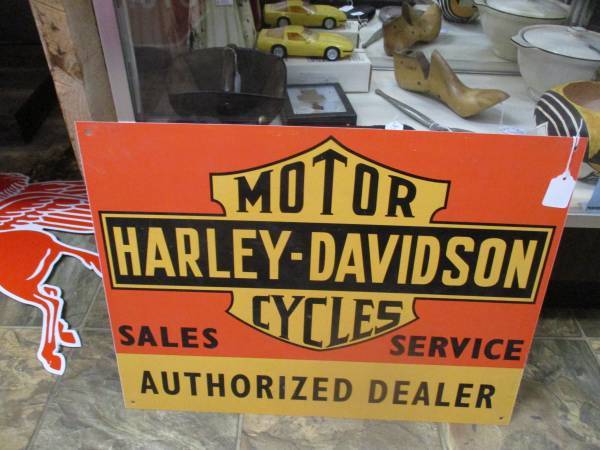 MOTOR
HARLEY-DAVIDSON
CYCLES
SALES SERVICE
AUTHORIZED DEALER